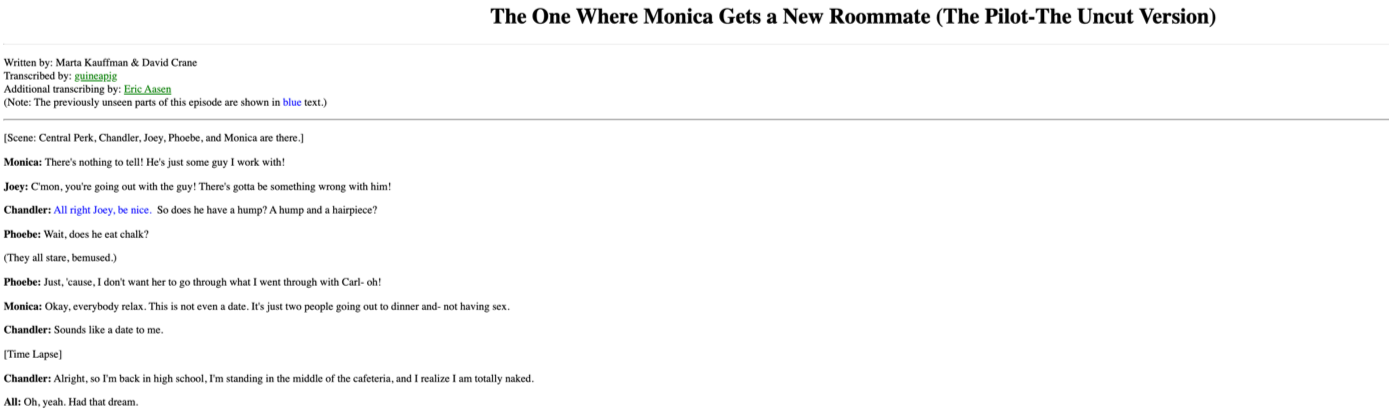 The One Where Monica Gets a New Roommate (The Pilot-The Uncut Version)
Written by: Marta Kauffman & David Crane
Transcribed by: guineapig
Additional transcribing by: Eric Aasen
(Note: The previously unseen parts of this episode are shown in blue text.)
[Scene: Central Perk, Chandler, Joey, Phoebe, and Monica are there.]
Monica: There's nothing to tell! He's just some guy I work with!
Joey: C'mon, you're going out with the guy! There's gotta be something wrong with him!
Chandler: All right Joey, be nice. So does he have a hump? A hump and a hairpiece?
Phoebe: Wait, does he eat chalk?
(They all stare, bemused.)
Phoebe: Just, 'cause, I don't want her to go through what I went through with Carl- oh!
Monica: Okay, everybody relax. This is not even a date. It's just two people going out to dinner and- not having sex.
Chandler: Sounds like a date to me.
[Time Lapse]
Chandler: Alright, so I'm back in high school, I'm standing in the middle of the cafeteria, and I realize I am totally naked.
All: Oh, yeah. Had that dream.